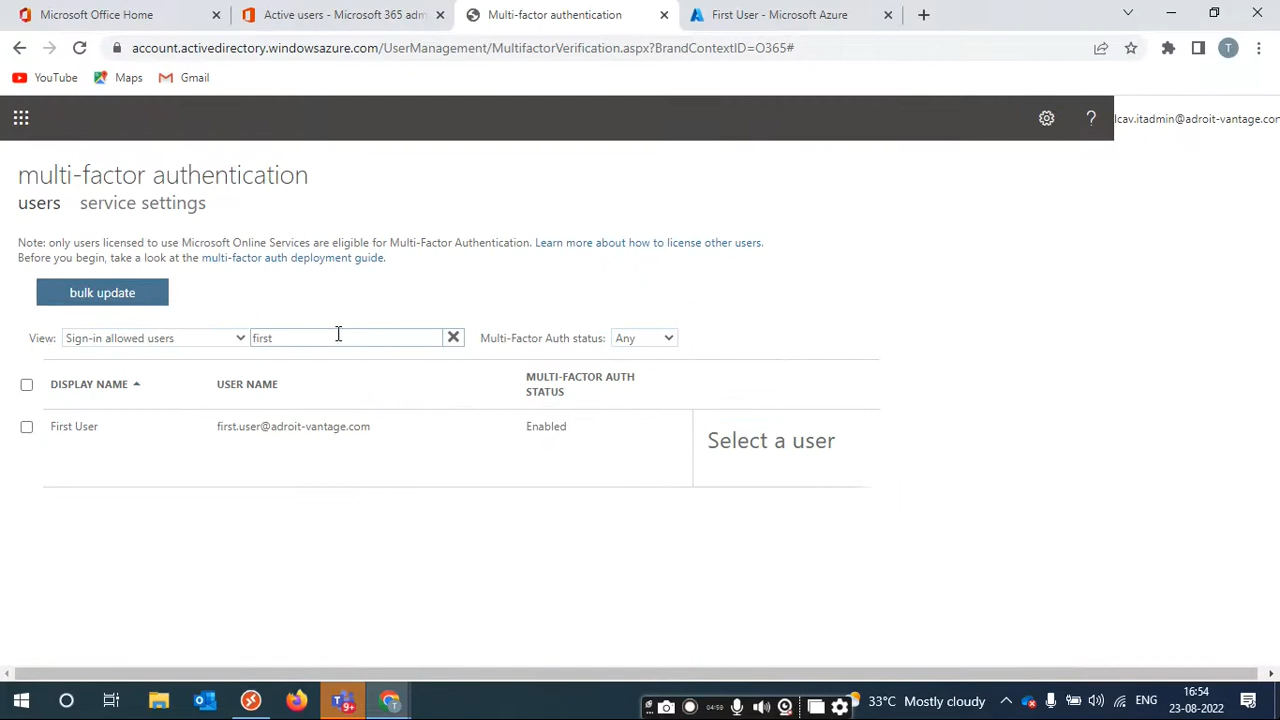 Microsoft Office Home
Active users - Microsoft 365 adm
Multi-factor authentication
First User - Microsoft Azure
account.activedirectory.windowsazure.com/UserManagement/MultifactorVerification.aspx?BrandContextID=O365#
T
YouTube
Maps
Gmail
?
lcav.itadmin@adroit-vantage.com
multi-factor authentication
users
service settings
Note: only users licensed to use Microsoft Online Services are eligible for Multi-Factor Authentication. Learn more about how to license other users.
Before you begin, take a look at the multi-factor auth deployment guide.
bulk update
View: Sign-in allowed users
first
Multi-Factor Auth status: Any
DISPLAY NAME
USER NAME
MULTI-FACTOR AUTH
STATUS
First User
first.user@adroit-vantage.com
Enabled
Select a user
9+
04:59
33°C Mostly cloudy
ENG
16:54
23-08-2022